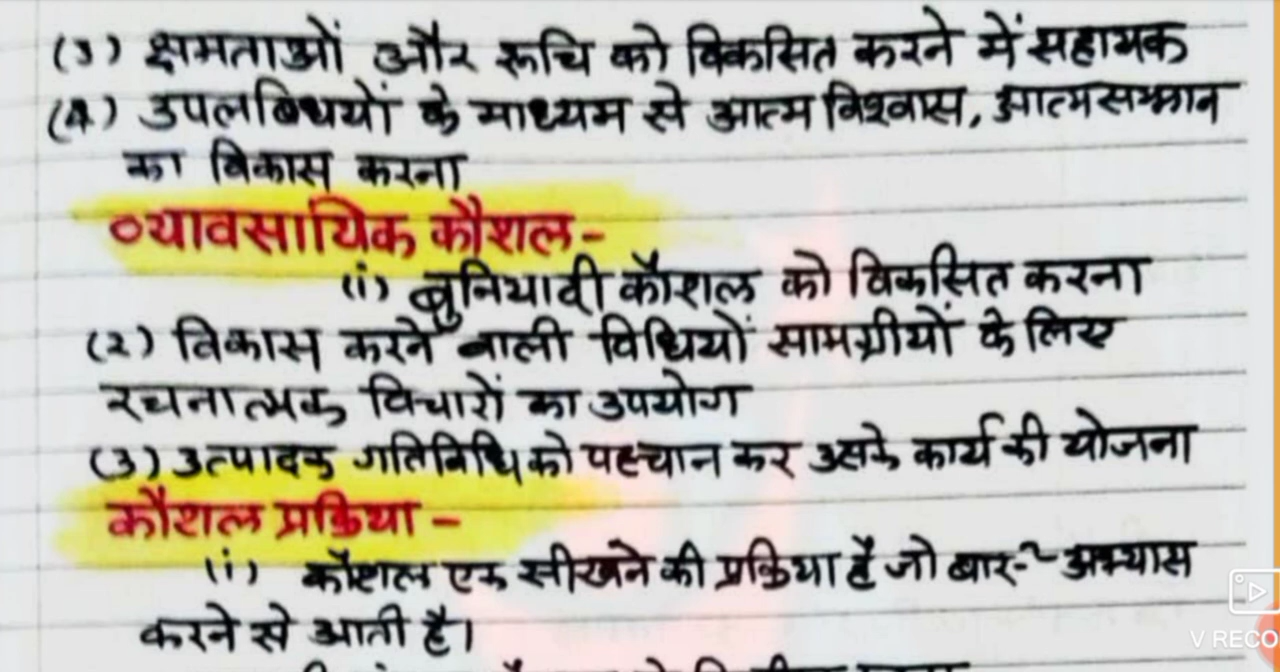 (3) क्षमताओं और रूचि को विकसित करने में सहायक
(4) उपलब्धियों के माध्यम से आत्म विश्वास, आत्मसम्मान
का विकास करना
व्यावसायिक कौशल-
(i) बुनियादी कौशल को विकसित करना
(2) विकास करने वाली विधियों सामग्रीयों के लिए
रचनात्मक विचारों का उपयोग
(3) उत्पादक गतिविधि को पहचान कर उसके कार्य की योजना
कौशल प्रक्रिया -
(i) कौशल एक सीखने की प्रक्रिया है जो बार-२ अभ्यास
करने से आती है।
V RECO